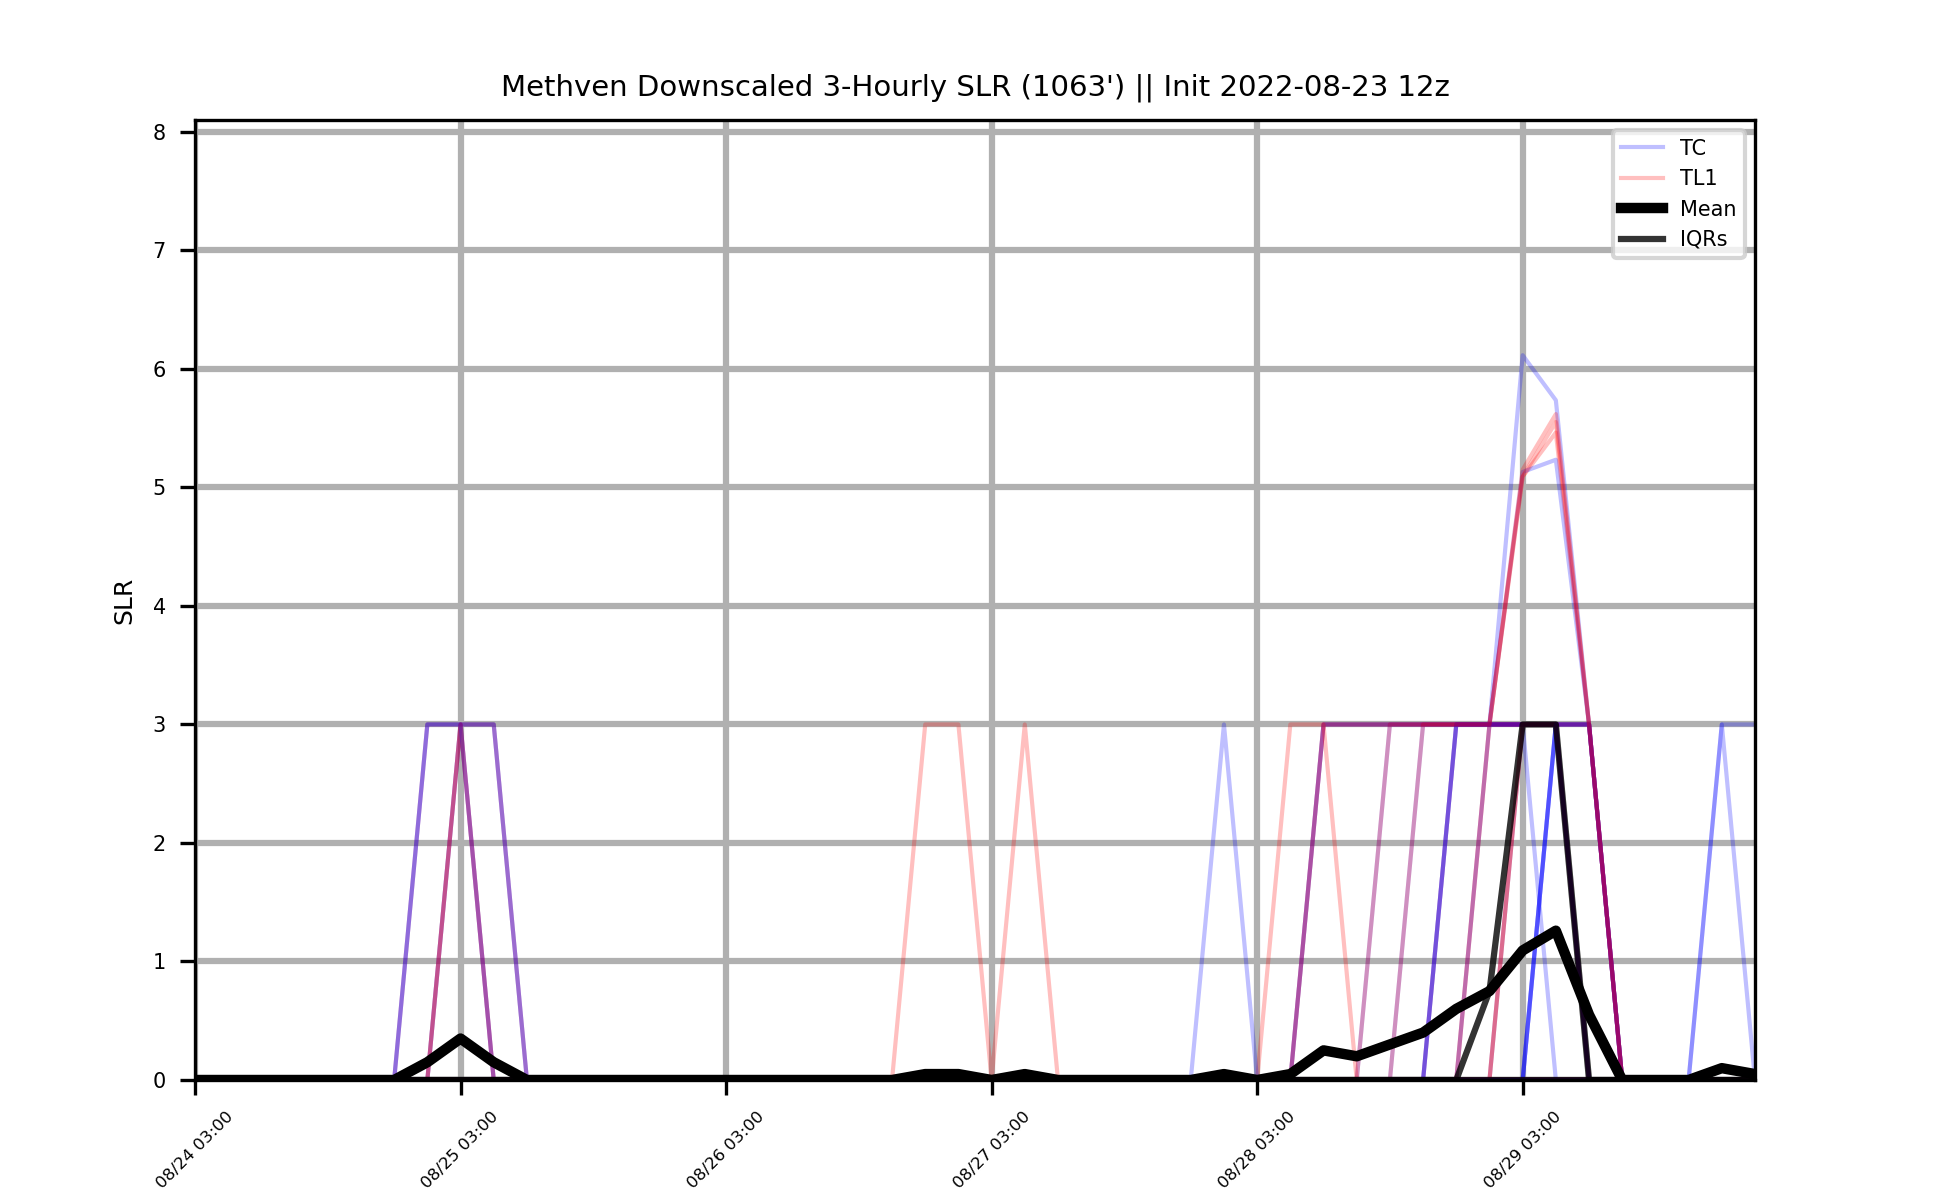 Methven Downscaled 3-Hourly SLR (1063') || Init 2022-08-23 12z
8
7
6
5
4
3
2
1
0
SLR
TC
TL1
Mean
IQRs
08/24 03:00
08/25 03:00
08/26 03:00
08/27 03:00
08/28 03:00
08/29 03:00